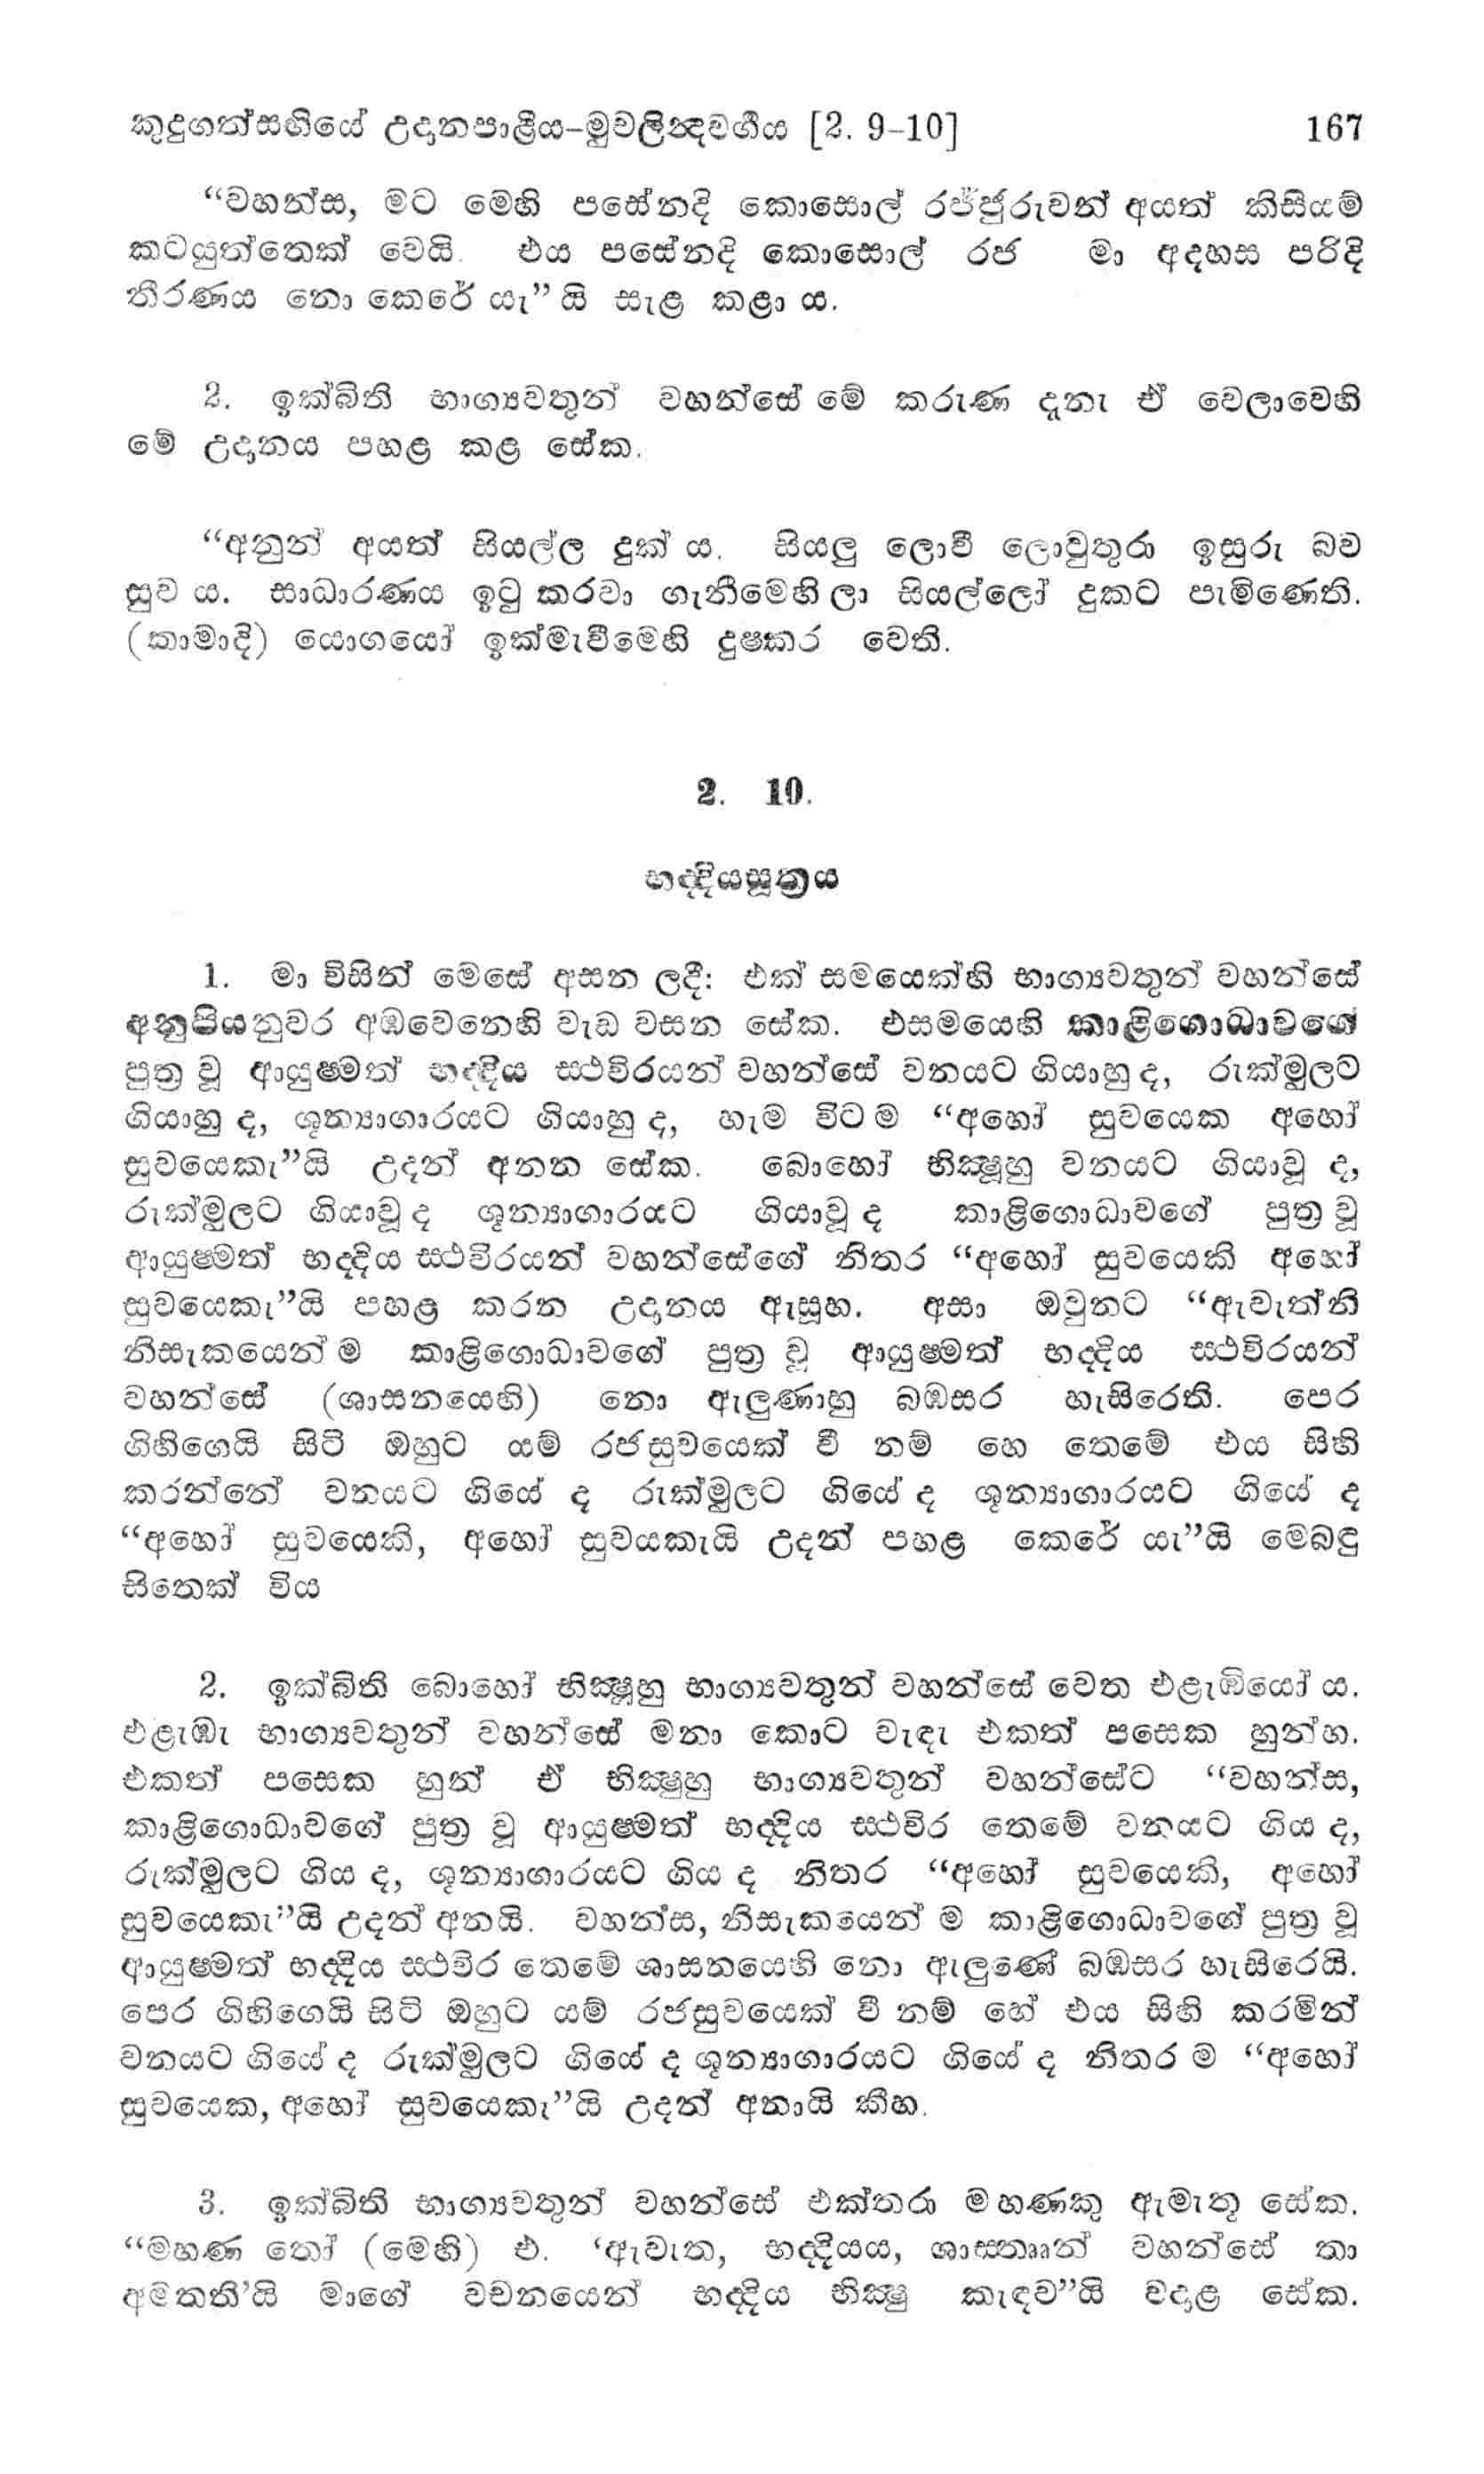 කුදුගත්සඟියේ උදානපාළිය–මුචලින්‍දවර්‍ගය [2. 9–10] 167
“වහන්ස, මට මෙහි පසේනදි කොසොල් රජ්ජුරුවන් අයත් කිසියම්
කටයුත්තෙක් වෙයි. එය පසේනදි කොසොල් රජ මා අදහස පරිදි
තීරණය නො කෙරේ යැ”යි සැළ කළා ය.
2. ඉක්බිති භාග්‍යවතුන් වහන්සේ මේ කරුණ දැනැ ඒ වෙලාවෙහි
මේ උදානය පහළ කළ සේක.
“අනුන් අයත් සියල්ල දුක් ය. සියලු ලොවී ලොවුතුරා ඉසුරු බව
සුව ය. සාධාරණය ඉටු කරවා ගැනීමෙහි ලා සියල්ලෝ දුකට පැමිණෙති.
(කාමාදි) යොගයෝ ඉක්මැවීමෙහි දුෂ්කර වෙති.
2. 10.
භද්දියසූත්‍රය
1. මා විසින් මෙසේ අසන ලදී: එක් සමයෙක්හි භාග්‍යවතුන් වහන්සේ
අනුපියනුවර අඹවෙනෙහි වැඩ වසන සේක. එසමයෙහි කාළිගොධාවගේ
පුත්‍ර වූ ආයුෂ්මත් භද්දිය ස්ථවිරයන් වහන්සේ වනයට ගියාහු ද, රුක්මුලට
ගියාහු ද, ශූන්‍යාගාරයට ගියාහු ද, හැම විට ම “අහෝ සුවයෙක අහෝ
සුවයෙකැ”යි උදන් අනන සේක. බොහෝ භික්‍ෂූහු වනයට ගියාවූ ද,
රුක්මුලට ගියාවූ ද ශූන්‍යාගාරයට ගියාවූ ද කාළිගොධාවගේ පුත්‍ර වූ
ආයුෂ්මත් භද්දිය ස්ථවිරයන් වහන්සේගේ නිතර “අහෝ සුවයෙකි අහෝ
සුවයෙකැ”යි පහළ කරන උදානය ඇසූහ. අසා ඔවුනට “ඇවැත්නි
නිසැකයෙන් ම කාළිගොධාවගේ පුත්‍ර වූ ආයුෂ්මත් භද්දිය ස්ථවිරයන්
වහන්සේ (ශාසනයෙහි) නො ඇලුණාහු බඹසර හැසිරෙති. පෙර
ගිහිගෙයි සිටි ඔහුට යම් රජසුවයෙක් වී නම් හෙ තෙමේ එය සිහි
කරන්නේ වනයට ගියේ ද රුක්මුලට ගියේ ද ශූන්‍යාගාරයට ගියේ ද
“අහෝ සුවයෙකි, අහෝ සුවයකැයි උදන් පහළ කෙරේ යැ”යි මෙබඳු
සිතෙක් විය
2. ඉක්බිති බොහෝ භික්‍ෂූහු භාග්‍යවතුන් වහන්සේ වෙත එළැඹියෝ ය.
එළැඹැ භාග්‍යවතුන් වහන්සේ මනා කොට වැඳැ එකත් පසෙක හුන්හ.
එකත් පසෙක හුන් ඒ භික්‍ෂුහු භාග්‍යවතුන් වහන්සේට “වහන්ස,
කාළිගොධාවගේ පුත්‍ර වූ ආයුෂ්මත් භද්දිය ස්ථවිර තෙමේ වනයට ගිය ද,
රුක්මුලට ගිය ද, ශූන්‍යාගාරයට ගිය ද නිතර “අහෝ සුවයෙකි, අහෝ
සුවයෙකැ”යි උදන් අනයි. වහන්ස, නිසැකයෙන් ම කාළිගොධාවගේ පුත්‍ර වූ
ආයුෂ්මත් භද්දිය ස්ථවිර තෙමේ ශාසනයෙහි නො ඇලුණේ බඹසර හැසිරෙයි.
පෙර ගිහිගෙයි සිටි ඔහුට යම් රජසුවයෙක් වී නම් හේ එය සිහි කරමින්
වනයට ගියේ ද රුක්මුලට ගියේ ද ශූන්‍යාගාරයට ගියේ ද නිතර ම “අහෝ
සුවයෙක, අහෝ සුවයෙකැ”යි උදන් අනායි කීහ.
3. ඉක්බිති භාග්‍යවතුන් වහන්සේ එක්තරා මහණකු ඇමැතූ සේක.
“මහණ තෝ (මෙහි) එ. ‘ඇවැත, භද්දියය, ශාස්තෲන් වහන්සේ තා
අමතති’යි මාගේ වචනයෙන් භද්දිය භික්‍ෂු කැඳව”යි වදාළ සේක.